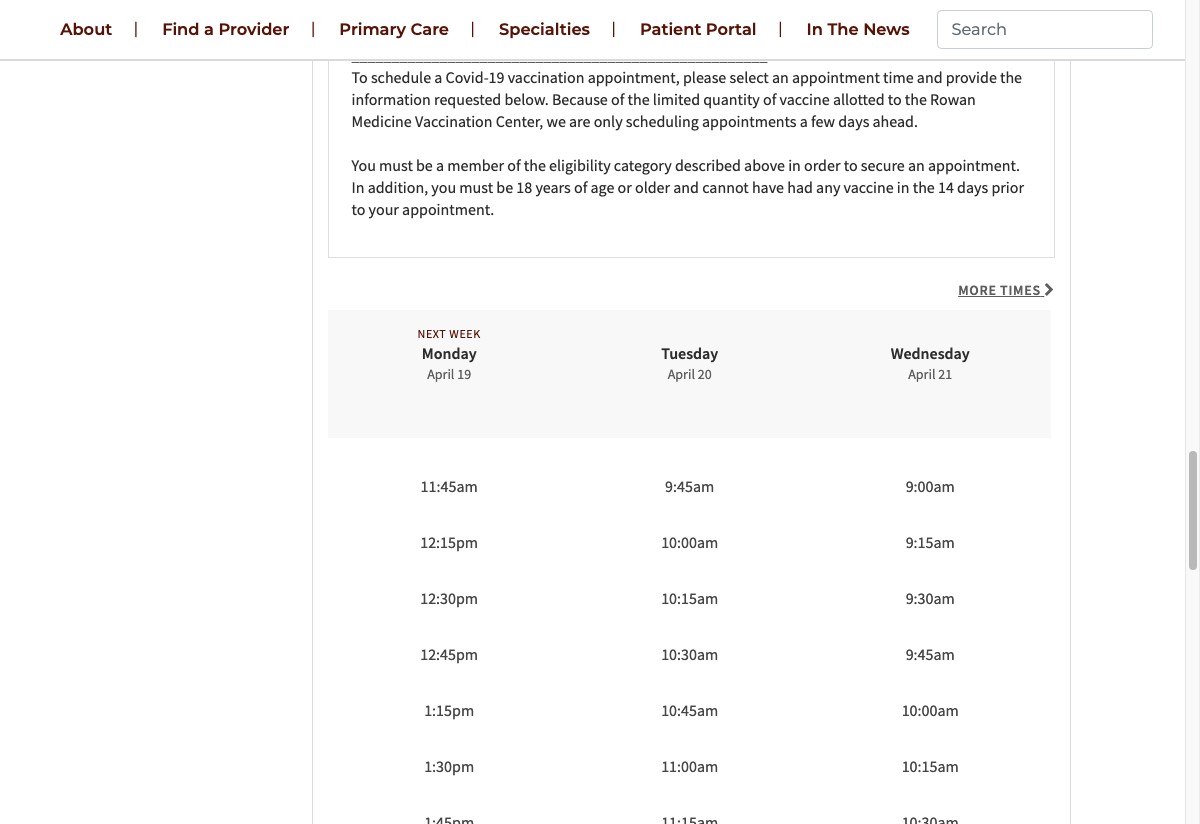 About | Find a Provider | Primary Care | Specialties | Patient Portal | In The News Search
To schedule a Covid-19 vaccination appointment, please select an appointment time and provide the
information requested below. Because of the limited quantity of vaccine allotted to the Rowan
Medicine Vaccination Center, we are only scheduling appointments a few days ahead.
You must be a member of the eligibility category described above in order to secure an appointment.
In addition, you must be 18 years of age or older and cannot have had any vaccine in the 14 days prior
to your appointment.
MORE TIMES
NEXT WEEK
Monday Tuesday Wednesday
April 19 April 20 April 21
11:45am 9:45am 9:00am
12:15pm 10:00am 9:15am
12:30pm 10:15am 9:30am
12:45pm 10:30am 9:45am
1:15pm 10:45am 10:00am
1:30pm 11:00am 10:15am
1:45pm 11:15am 10:30am